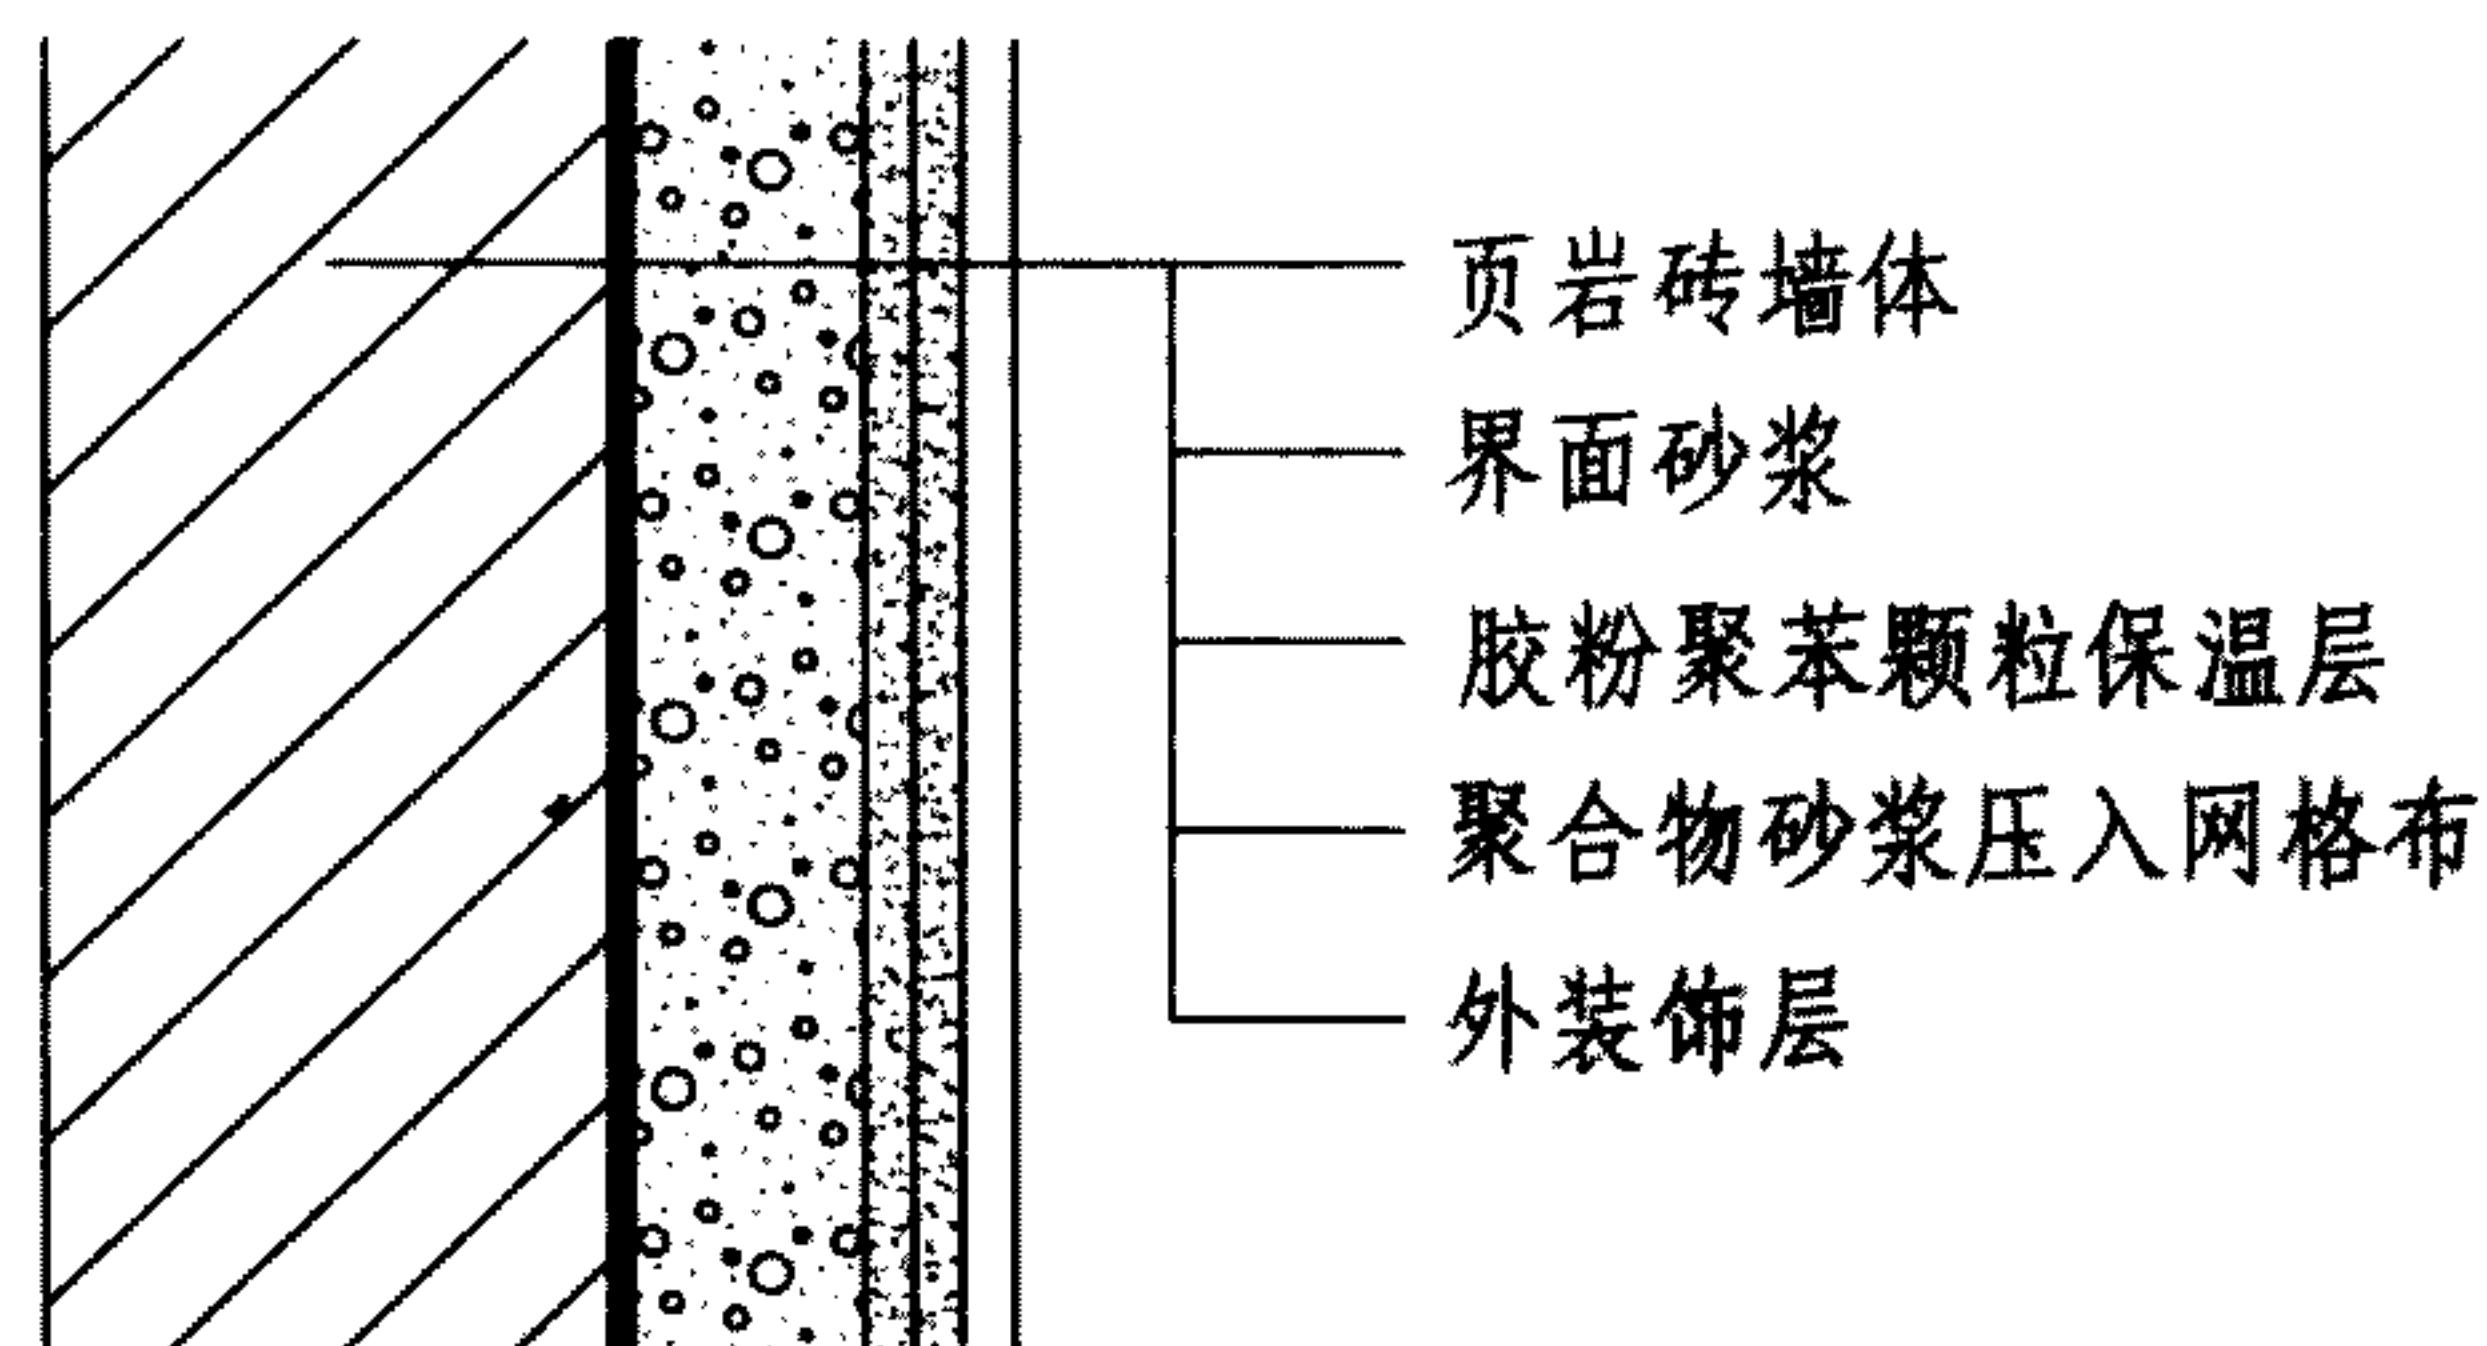 页岩砖墙体
界面砂浆
胶粉聚苯颗粒保温层
聚合物砂浆压入网格布
外装饰层